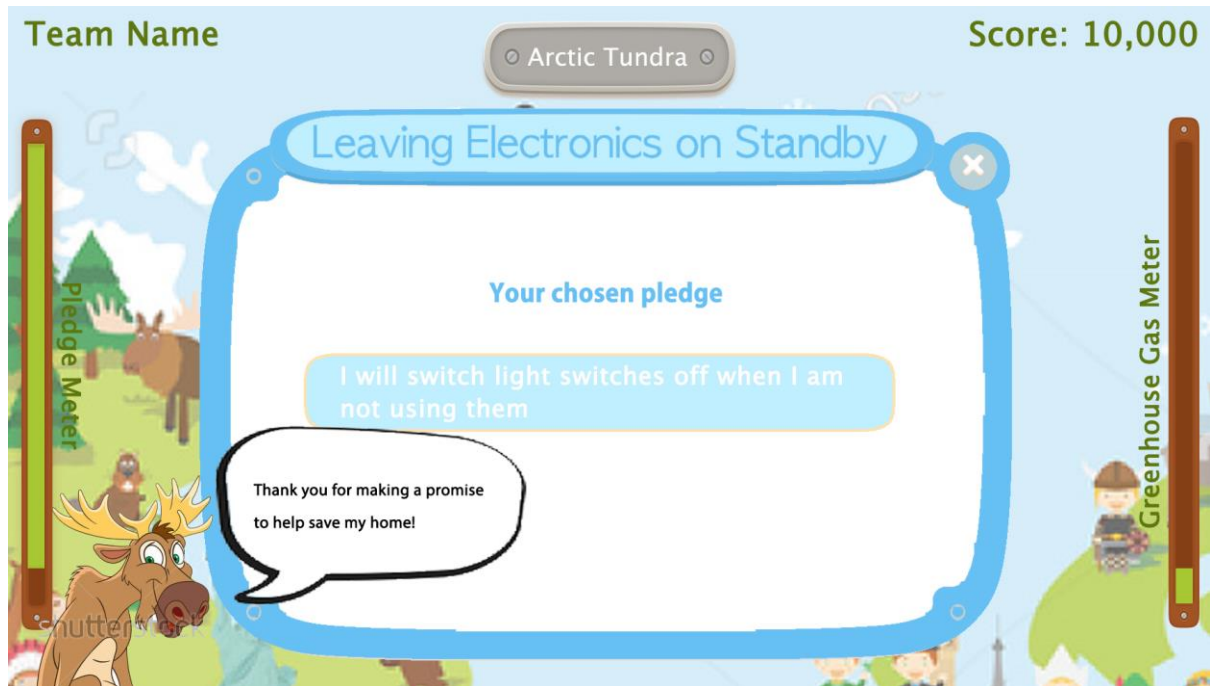 Team Name
Arctic Tundra
Score: 10,000
Leaving Electronics on Standby
Your chosen pledge
I will switch light switches off when I am
not using them
Pledge Meter
Greenhouse Gas Meter
Thank you for making a promise
to help save my home!
shutterstock